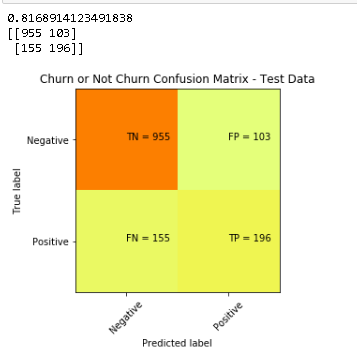 0.8168914123491838
[[955 103]
[155 196]]
Churn or Not Churn Confusion Matrix - Test Data
True label
Negative
TN = 955
FP = 103
Positive
FN = 155
TP = 196
Negative
Positive
Predicted label